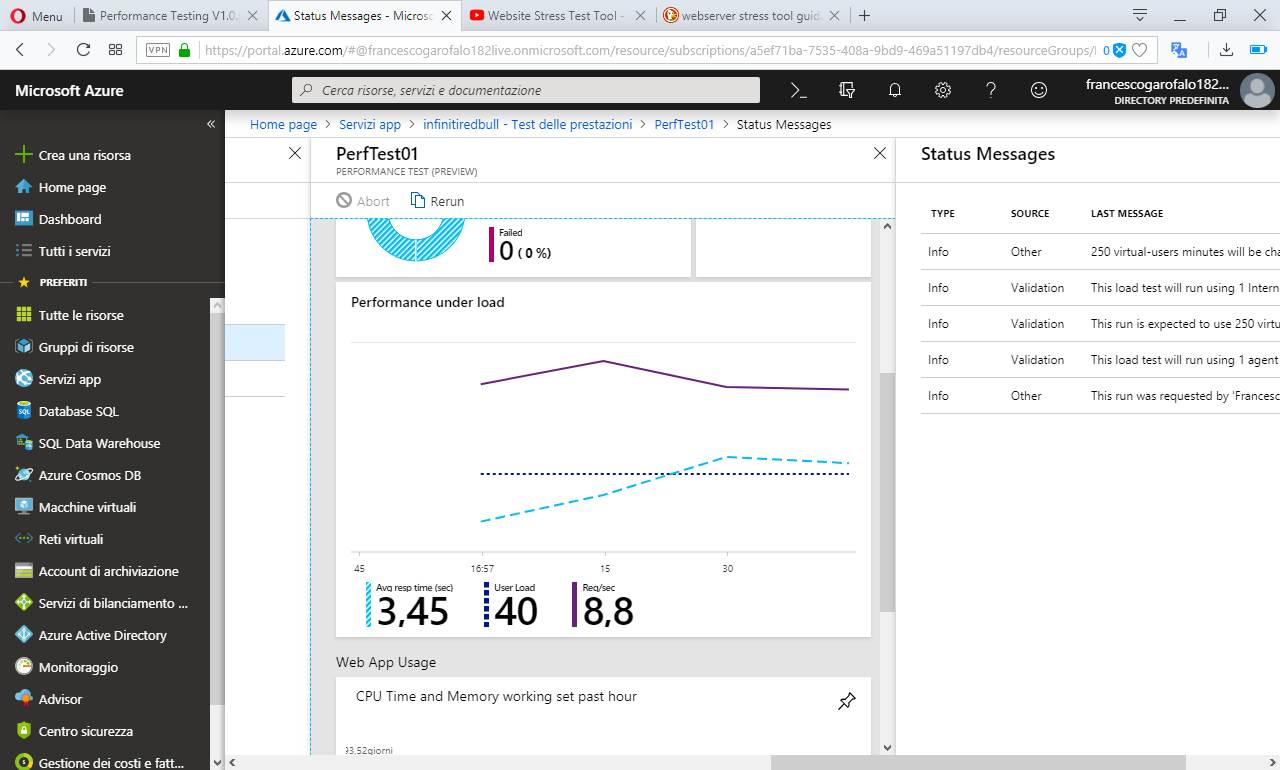 Menu
Performance Testing V1.0.
Status Messages - Microso
Website Stress Test Tool -
webserver stress tool guid
VPN
https://portal.azure.com/#@francescogarofalo182live.onmicrosoft.com/resource/subscriptions/a5ef71ba-7535-408a-9bd9-469a51197db4/resourceGroups/
0
Microsoft Azure
Cerca risorse, servizi e documentazione
francescogarofalo182...
DIRECTORY PREDEFINITA
Home page
Servizi app
infinitiredbull - Test delle prestazioni
PerfTest01
Status Messages
Crea una risorsa
Home page
Dashboard
Tutti i servizi
PREFERITI
Tutte le risorse
Gruppi di risorse
Servizi app
Database SQL
SQL Data Warehouse
Azure Cosmos DB
Macchine virtuali
Reti virtuali
Account di archiviazione
Servizi di bilanciamento ...
Azure Active Directory
Monitoraggio
Advisor
Centro sicurezza
Gestione dei costi e fatt...
PerfTest01
PERFORMANCE TEST (PREVIEW)
Abort
Rerun
Failed
0 ( 0 %)
Performance under load
45
16:57
15
30
Avg resp time (sec)
3,45
User Load
40
Req/sec
8,8
Web App Usage
CPU Time and Memory working set past hour
93,52giorni
Status Messages
TYPE
SOURCE
LAST MESSAGE
Info
Other
250 virtual-users minutes will be cha
Info
Validation
This load test will run using 1 Intern
Info
Validation
This run is expected to use 250 virtu
Info
Validation
This load test will run using 1 agent
Info
Other
This run was requested by 'Francesc